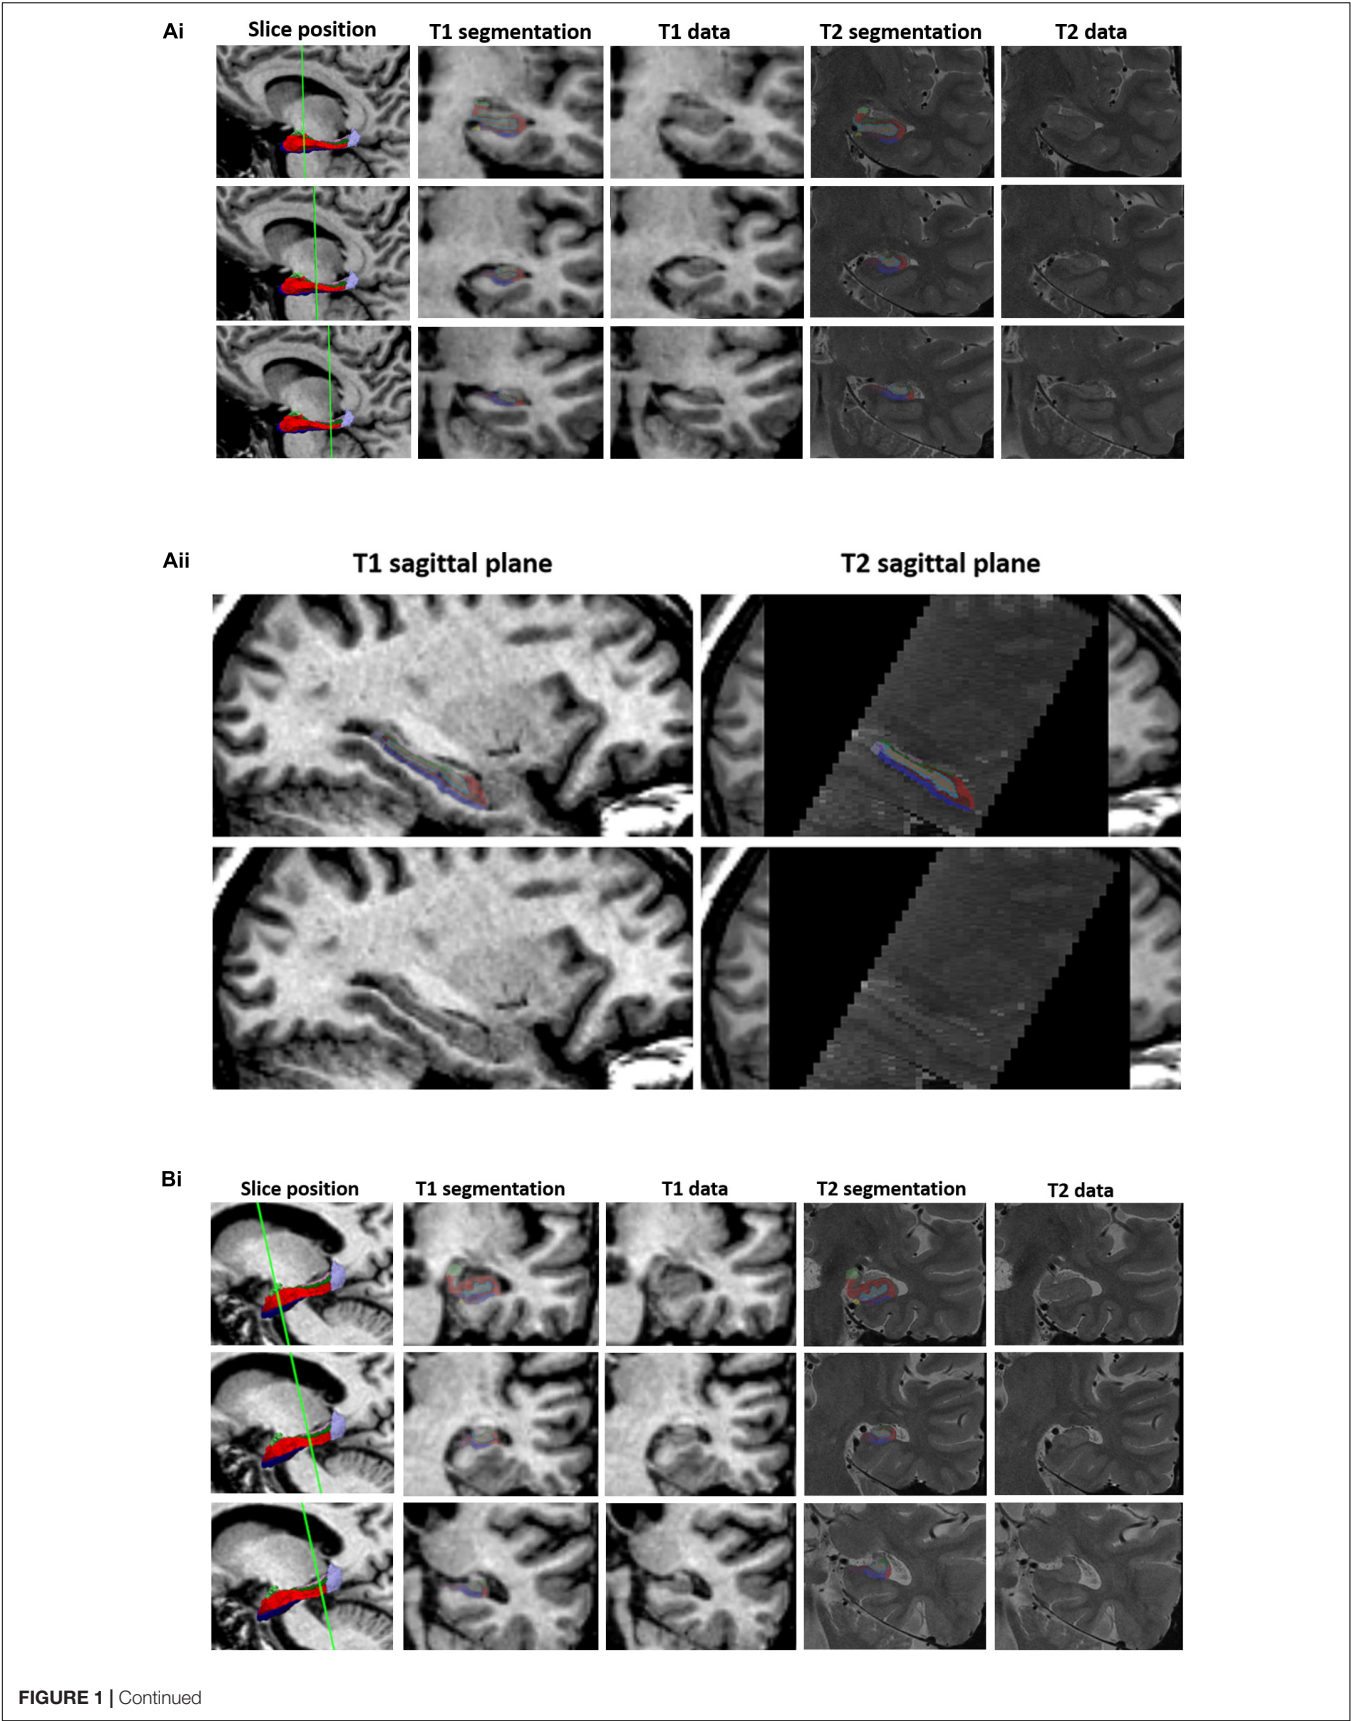 Ai
Slice position T1 segmentation T1 data T2 segmentation T2 data
Aii
T1 sagittal plane T2 sagittal plane
Bi
Slice position T1 segmentation T1 data T2 segmentation T2 data
FIGURE 1 | Continued